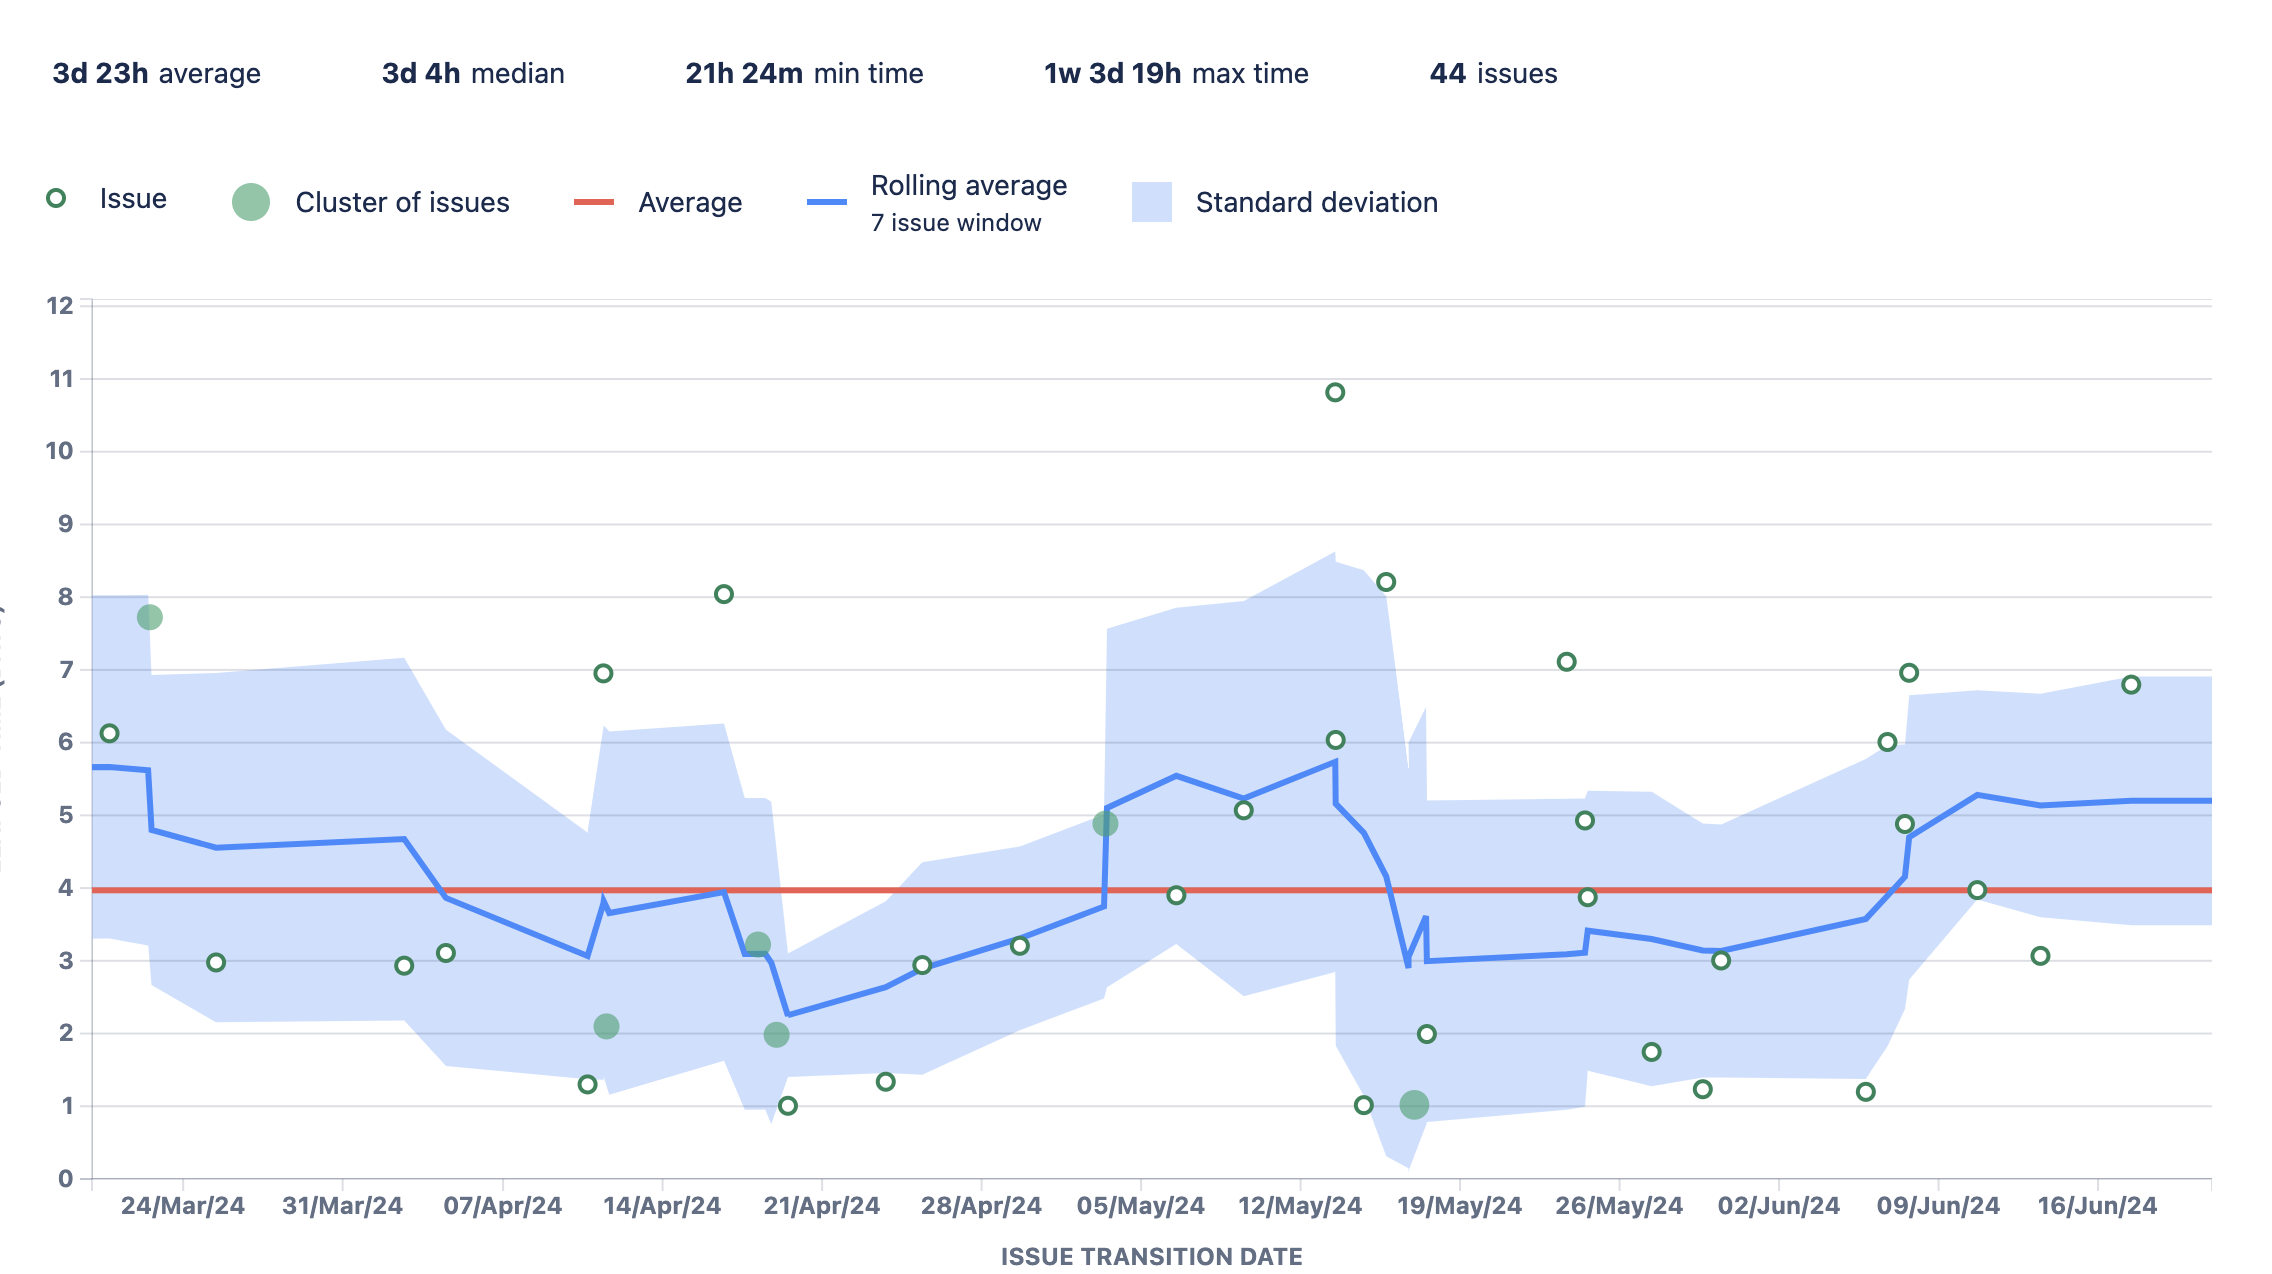 3d 23h average 3d 4h median 21h 24m min time 1w 3d 19h max time 44 issues
Issue Cluster of issues Average Rolling average Standard deviation
7 issue window
12
11
10
9
8
7
6
5
4
3
2
1
0
24/Mar/24 31/Mar/24 07/Apr/24 14/Apr/24 21/Apr/24 28/Apr/24 05/May/24 12/May/24 19/May/24 26/May/24 02/Jun/24 09/Jun/24 16/Jun/24
ISSUE TRANSITION DATE